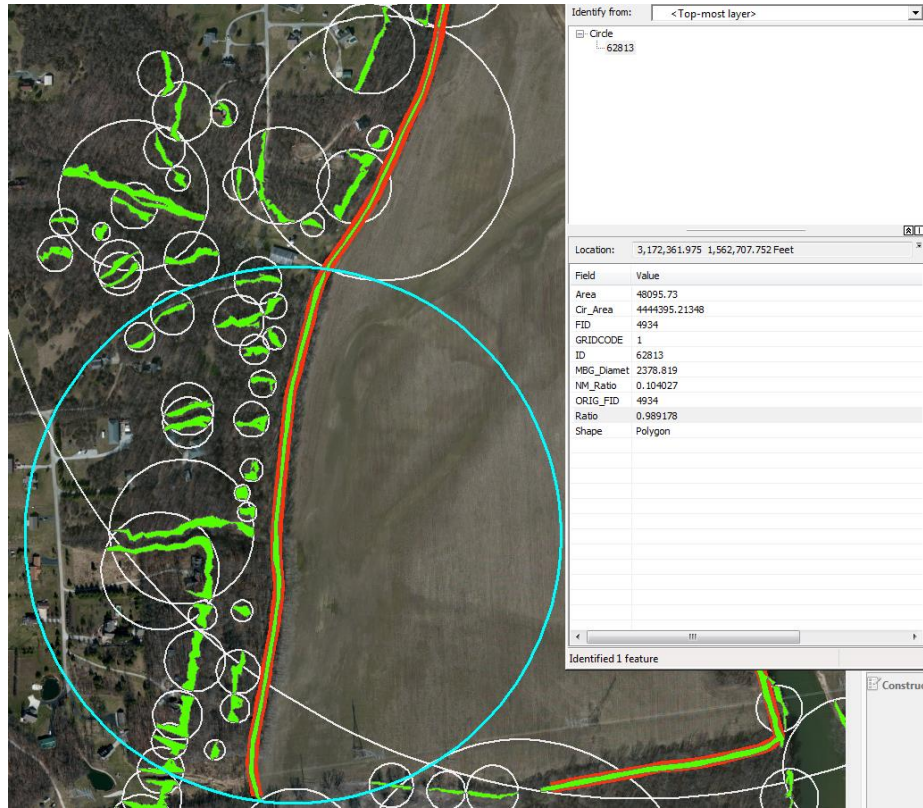 Identify from: <Top-most layer>
Circle
62813
Location: 3,172,361.975 1,562,707.752 Feet
Field Value
Area 48095.73
Cir_Area 4444395.21348
FID 4934
GRIDCODE 1
ID 62813
MBG_Diamet 2378.819
NM_Ratio 0.104027
ORIG_FID 4934
Ratio 0.989178
Shape Polygon
Identified 1 feature
Construc